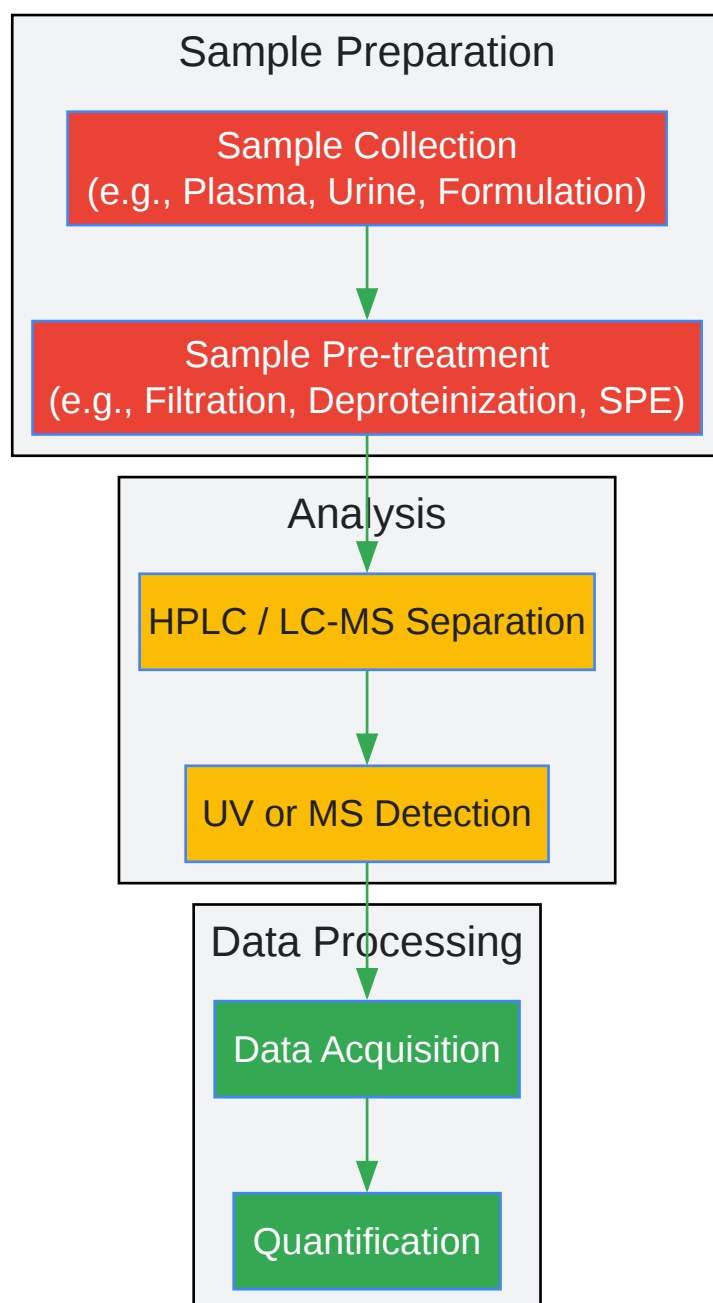 Sample Preparation
Sample Collection
(e.g., Plasma, Urine, Formulation)
Sample Pre-treatment
(e.g., Filtration, Deproteinization, SPE)
Analysis
HPLC / LC-MS Separation
UV or MS Detection
Data Processing
Data Acquisition
Quantification